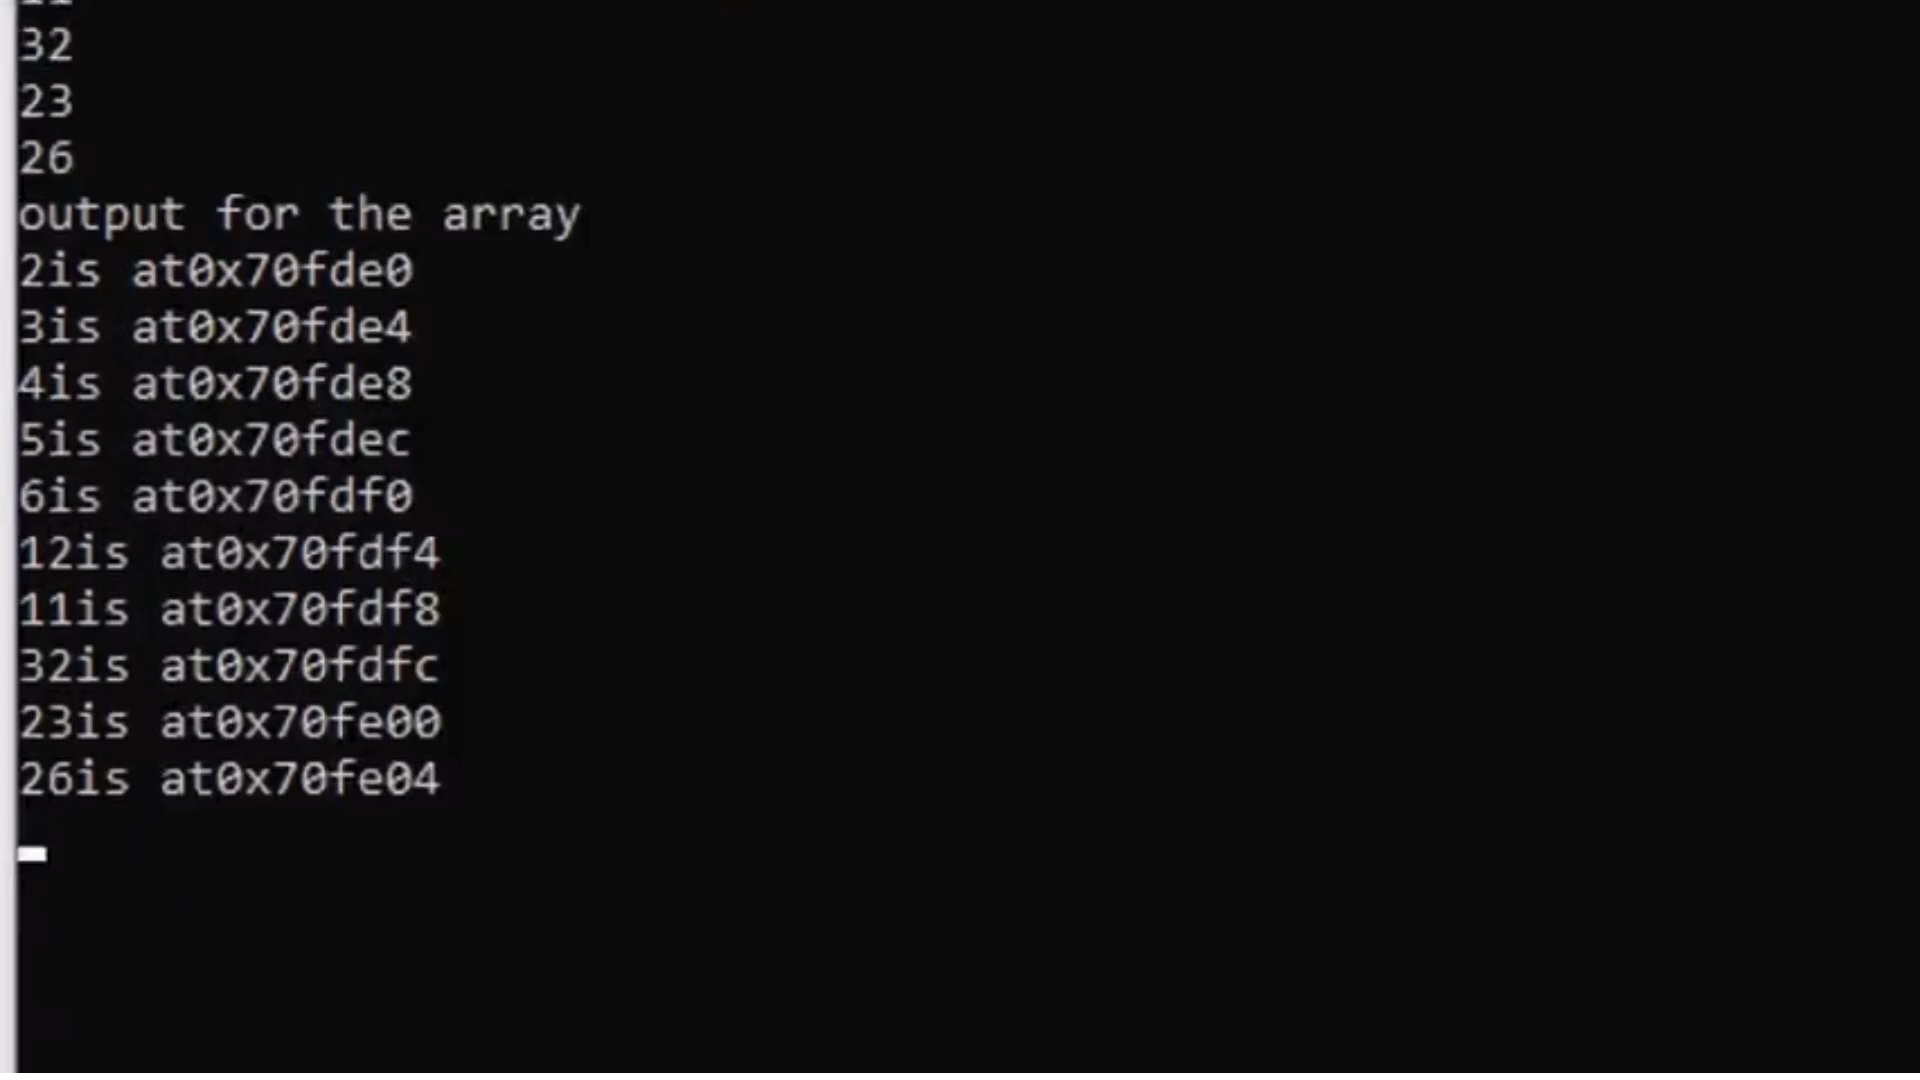 32
23
26
output for the array
2is at0x70fde0
3is at0x70fde4
4is at0x70fde8
5is at0x70fdec
6is at0x70fdf0
12is at0x70fdf4
11is at0x70fdf8
32is at0x70fdfc
23is at0x70fe00
26is at0x70fe04